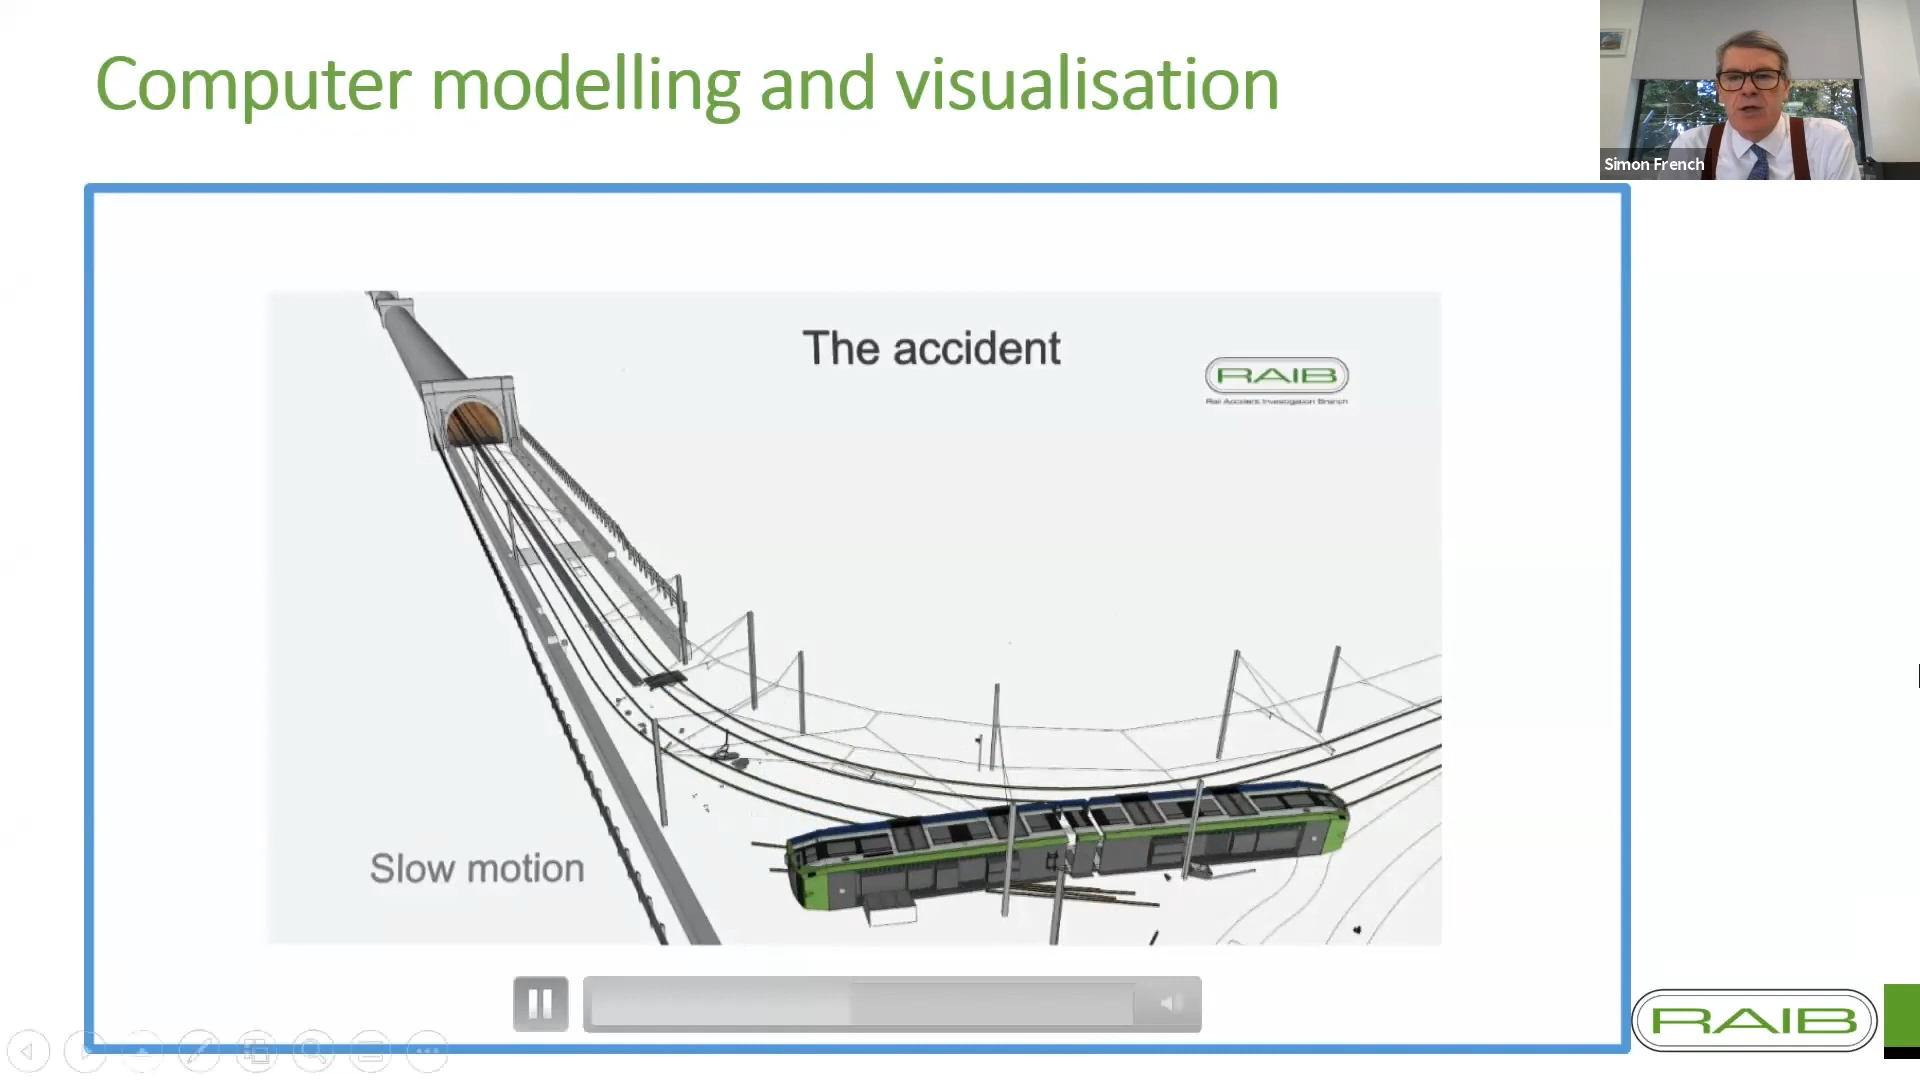 Computer modelling and visualisation
Simon French
The accident
RAIB
Rail Accident Investigation Branch
Slow motion
RAIB